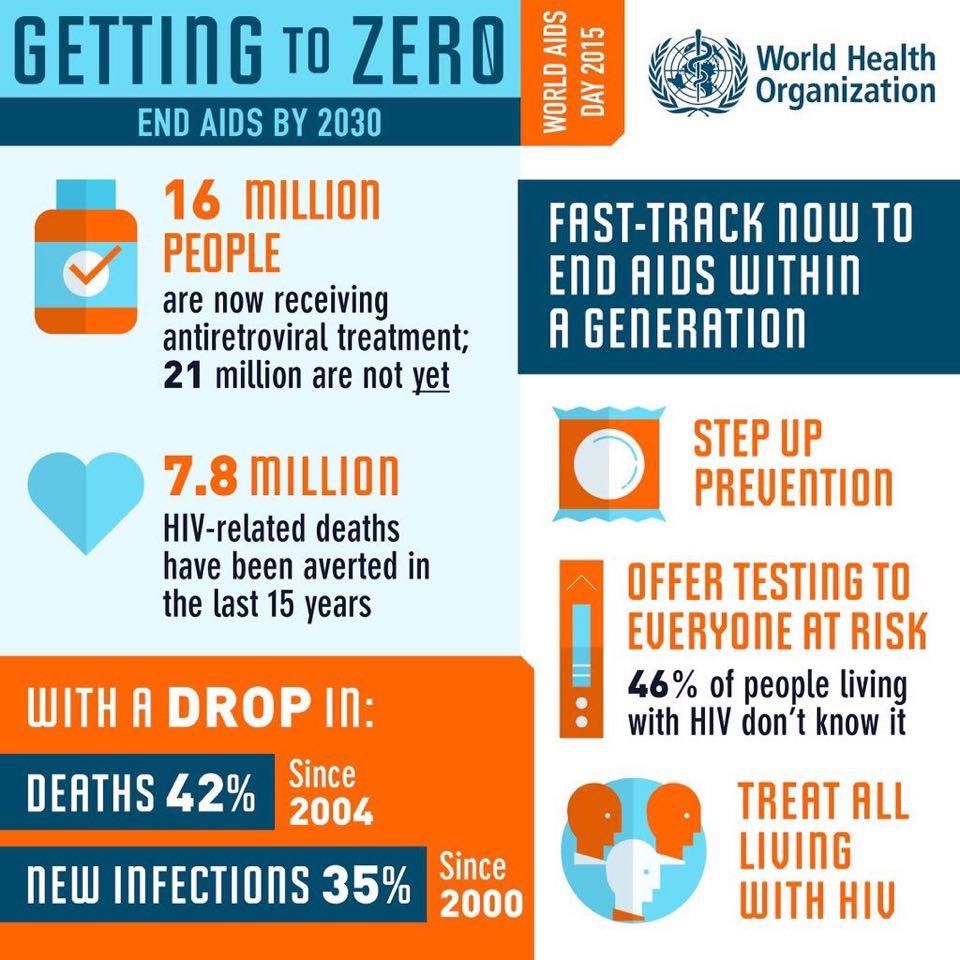 GETTING TO ZERO
END AIDS BY 2030
WORLD AIDS
DAY 2015
World Health
Organization
16 MILLION
PEOPLE
are now receiving
antiretroviral treatment;
21 million are not yet
7.8 MILLION
HIV-related deaths
have been averted in
the last 15 years
WITH A DROP IN:
DEATHS 42%
Since
2004
NEW INFECTIONS 35%
Since
2000
FAST-TRACK NOW TO
END AIDS WITHIN
A GENERATION
STEP UP
PREVENTION
OFFER TESTING TO
EVERYONE AT RISK
46% of people living
with HIV don't know it
TREAT ALL
LIVING
WITH HIV